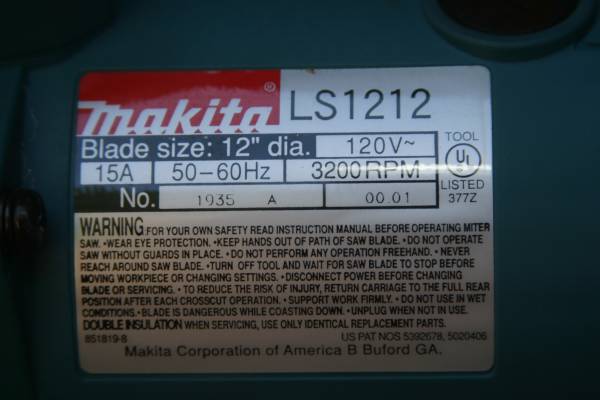 makita® LS1212
Blade size: 12" dia. 120V~
15A 50-60Hz 3200RPM
TOOL
UL
LISTED
377Z
No. 1935 A 00.01
WARNING: FOR YOUR OWN SAFETY READ INSTRUCTION MANUAL BEFORE OPERATING MITER
SAW. •WEAR EYE PROTECTION. •KEEP HANDS OUT OF PATH OF SAW BLADE. •DO NOT OPERATE
SAW WITHOUT GUARDS IN PLACE. •DO NOT PERFORM ANY OPERATION FREEHAND. •NEVER
REACH AROUND SAW BLADE. •TURN OFF TOOL AND WAIT FOR SAW BLADE TO STOP BEFORE
MOVING WORKPIECE OR CHANGING SETTINGS. •DISCONNECT POWER BEFORE CHANGING
BLADE OR SERVICING. •TO REDUCE THE RISK OF INJURY, RETURN CARRIAGE TO THE FULL REAR
POSITION AFTER EACH CROSSCUT OPERATION. •SUPPORT WORK FIRMLY. •DO NOT USE IN WET
CONDITIONS. •BLADE IS DANGEROUS WHILE COASTING DOWN. •UNPLUG WHEN NOT IN USE.
DOUBLE INSULATION WHEN SERVICING, USE ONLY IDENTICAL REPLACEMENT PARTS.
851819-8 US PAT NOS 5392678, 5020406
Makita Corporation of America B Buford GA.